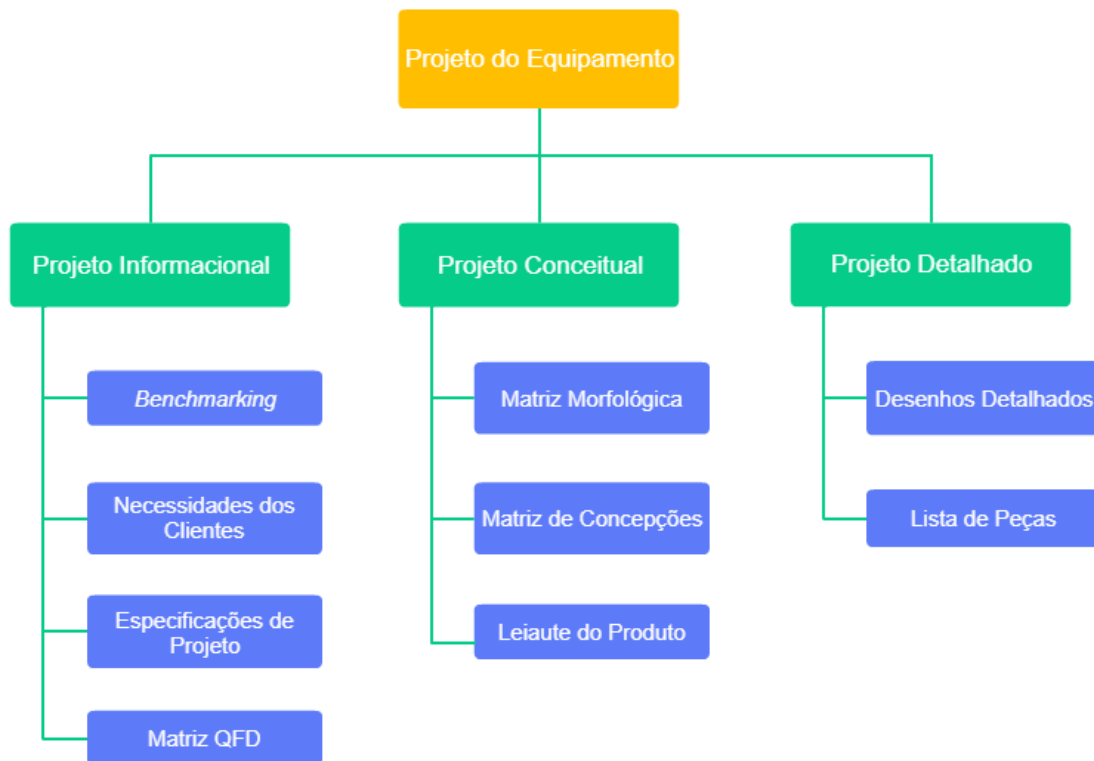 Projeto do Equipamento
Projeto Informacional
Benchmarking
Necessidades dos
Clientes
Especificações de
Projeto
Matriz QFD
Projeto Conceitual
Matriz Morfológica
Matriz de Concepções
Leiaute do Produto
Projeto Detalhado
Desenhos Detalhados
Lista de Peças